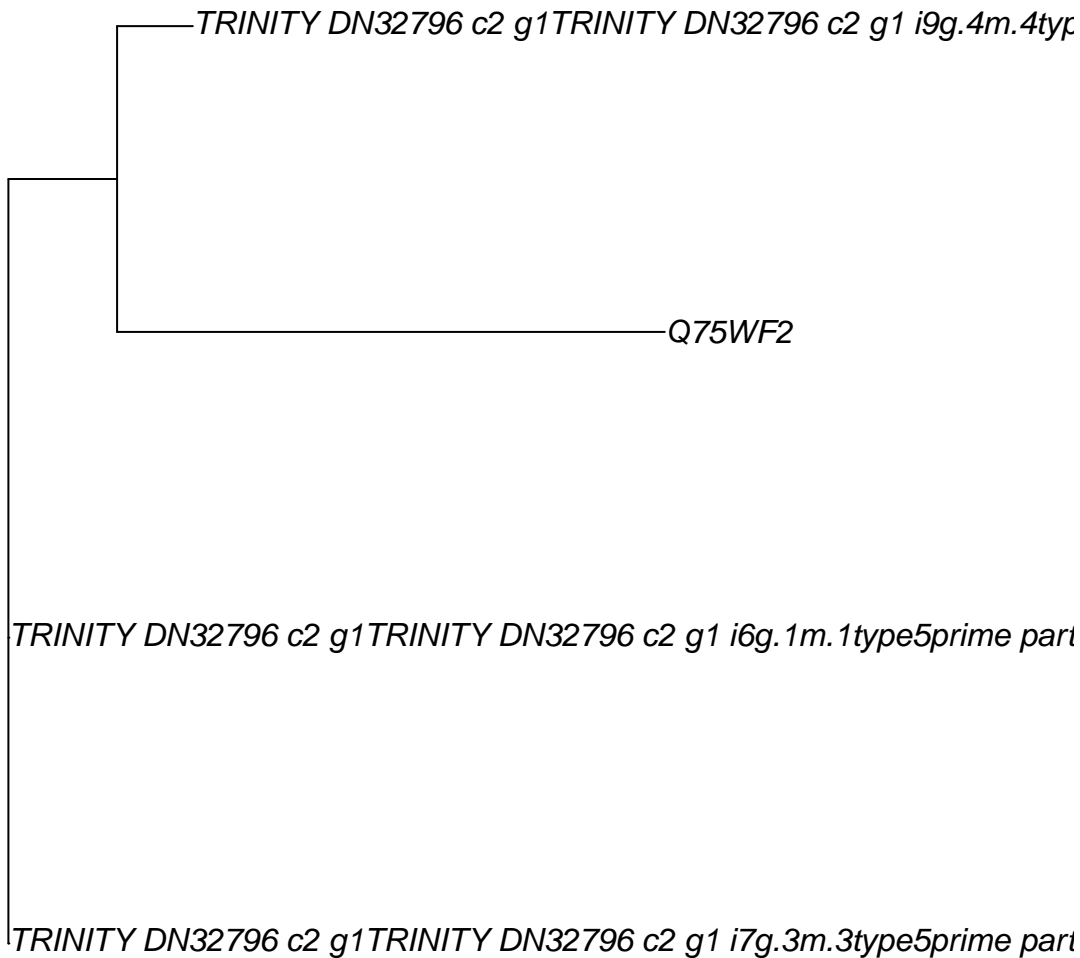 TRINITY DN32796 c2 g1TRINITY DN32796 c2 g1 i9g.4m.4typ
Q75WF2
TRINITY DN32796 c2 g1TRINITY DN32796 c2 g1 i6g.1m.1type5prime part
TRINITY DN32796 c2 g1TRINITY DN32796 c2 g1 i7g.3m.3type5prime part